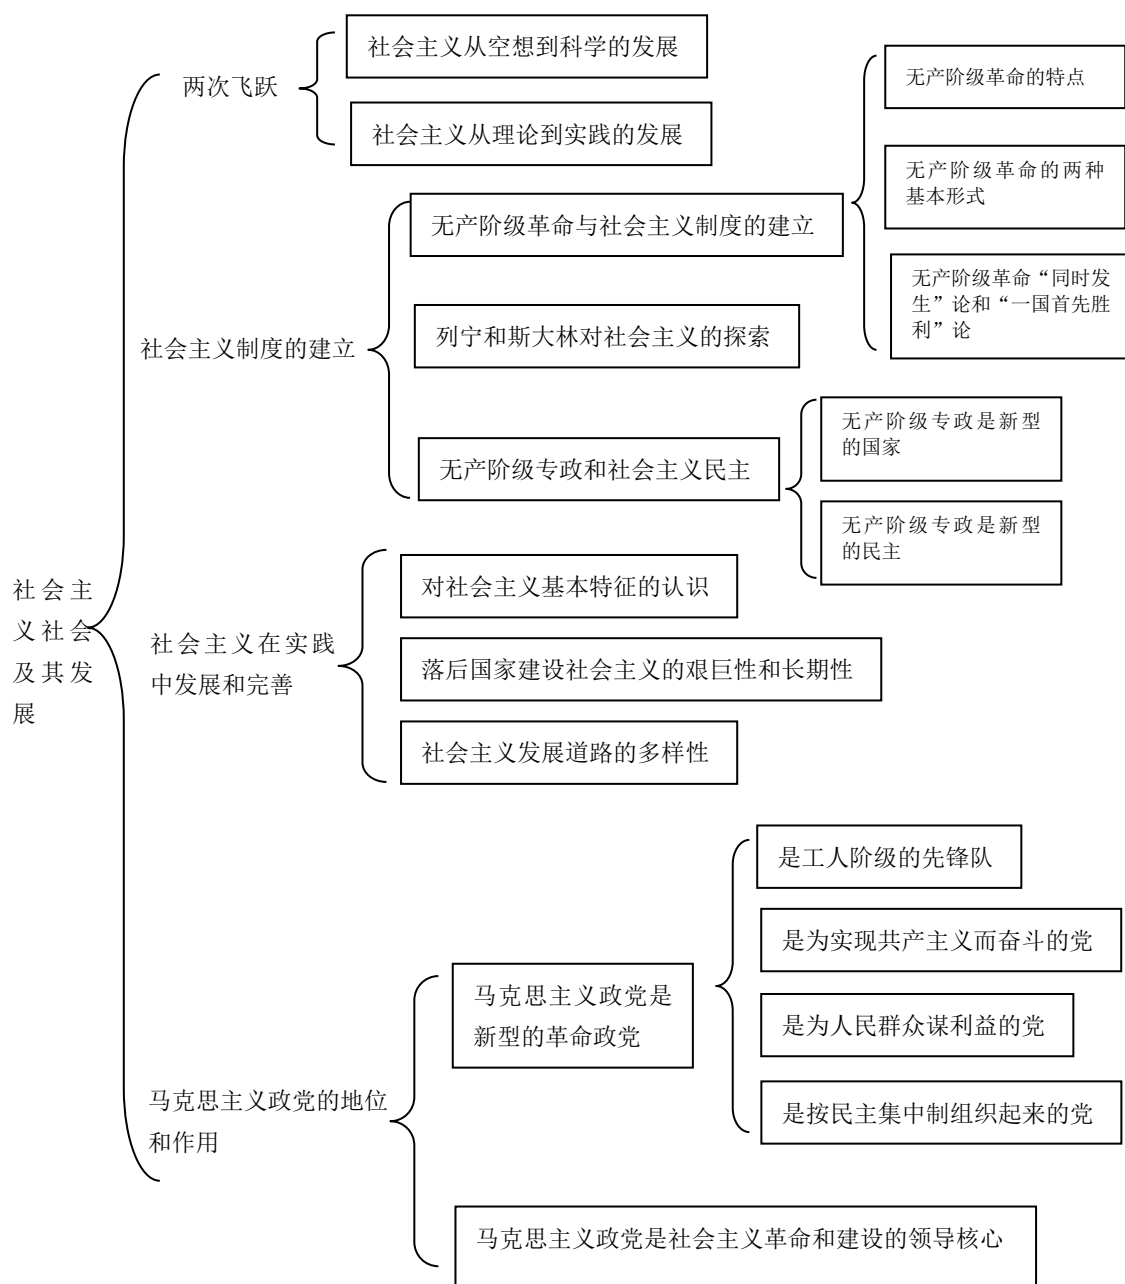 社会主
义社会
及其发
展
两次飞跃
社会主义从空想到科学的发展
社会主义从理论到实践的发展
社会主义制度的建立
无产阶级革命与社会主义制度的建立
无产阶级革命的特点
无产阶级革命的两种
基本形式
无产阶级革命“同时发
生”论和“一国首先胜
利”论
列宁和斯大林对社会主义的探索
无产阶级专政和社会主义民主
无产阶级专政是新型
的国家
无产阶级专政是新型
的民主
社会主义在实践
中发展和完善
对社会主义基本特征的认识
落后国家建设社会主义的艰巨性和长期性
社会主义发展道路的多样性
马克思主义政党的地位
和作用
马克思主义政党是
新型的革命政党
是工人阶级的先锋队
是为实现共产主义而奋斗的党
是为人民群众谋利益的党
是按民主集中制组织起来的党
马克思主义政党是社会主义革命和建设的领导核心